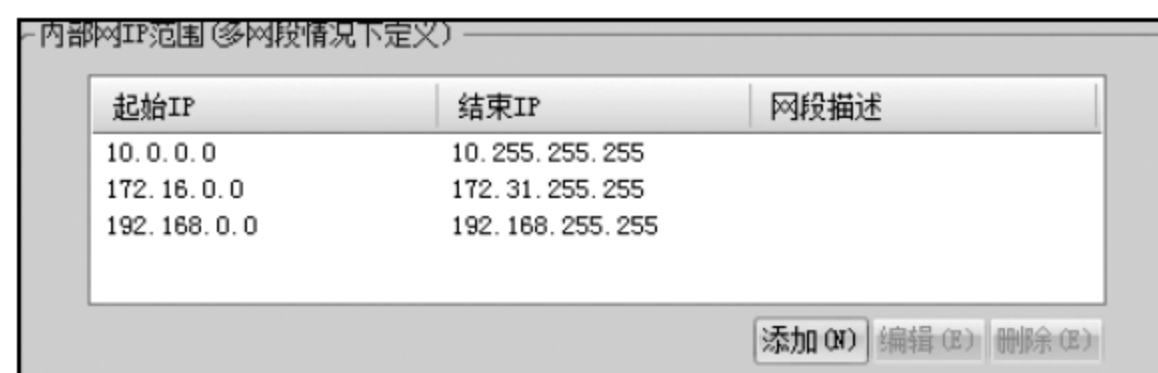 内部网IP范围(多网段情况下定义)
起始IP 结束IP 网段描述
10.0.0.0 10.255.255.255
172.16.0.0 172.31.255.255
192.168.0.0 192.168.255.255
添加(N) 编辑(E) 删除(E)